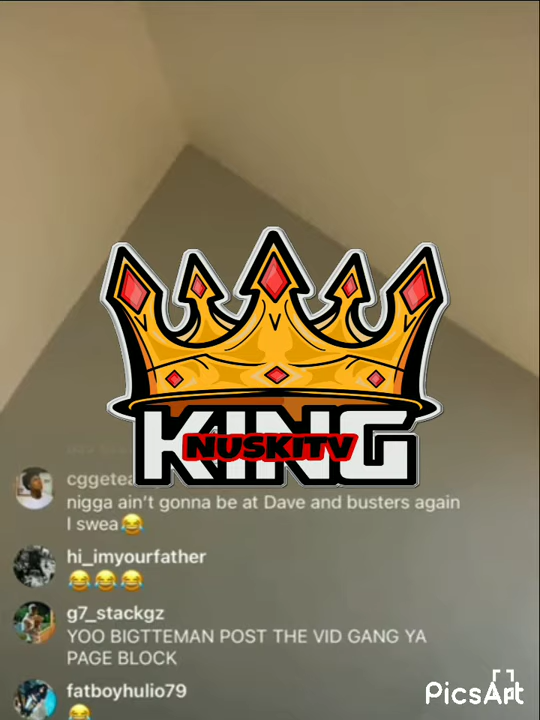 KING
NUSKITV
cggetea
nigga ain't gonna be at Dave and busters again
I swea😂
hi_imyourfather
😂😂😂
g7_stackgz
YOO BIGTTEMAN POST THE VID GANG YA
PAGE BLOCK
fatboyhulio79
😂
PicsArt